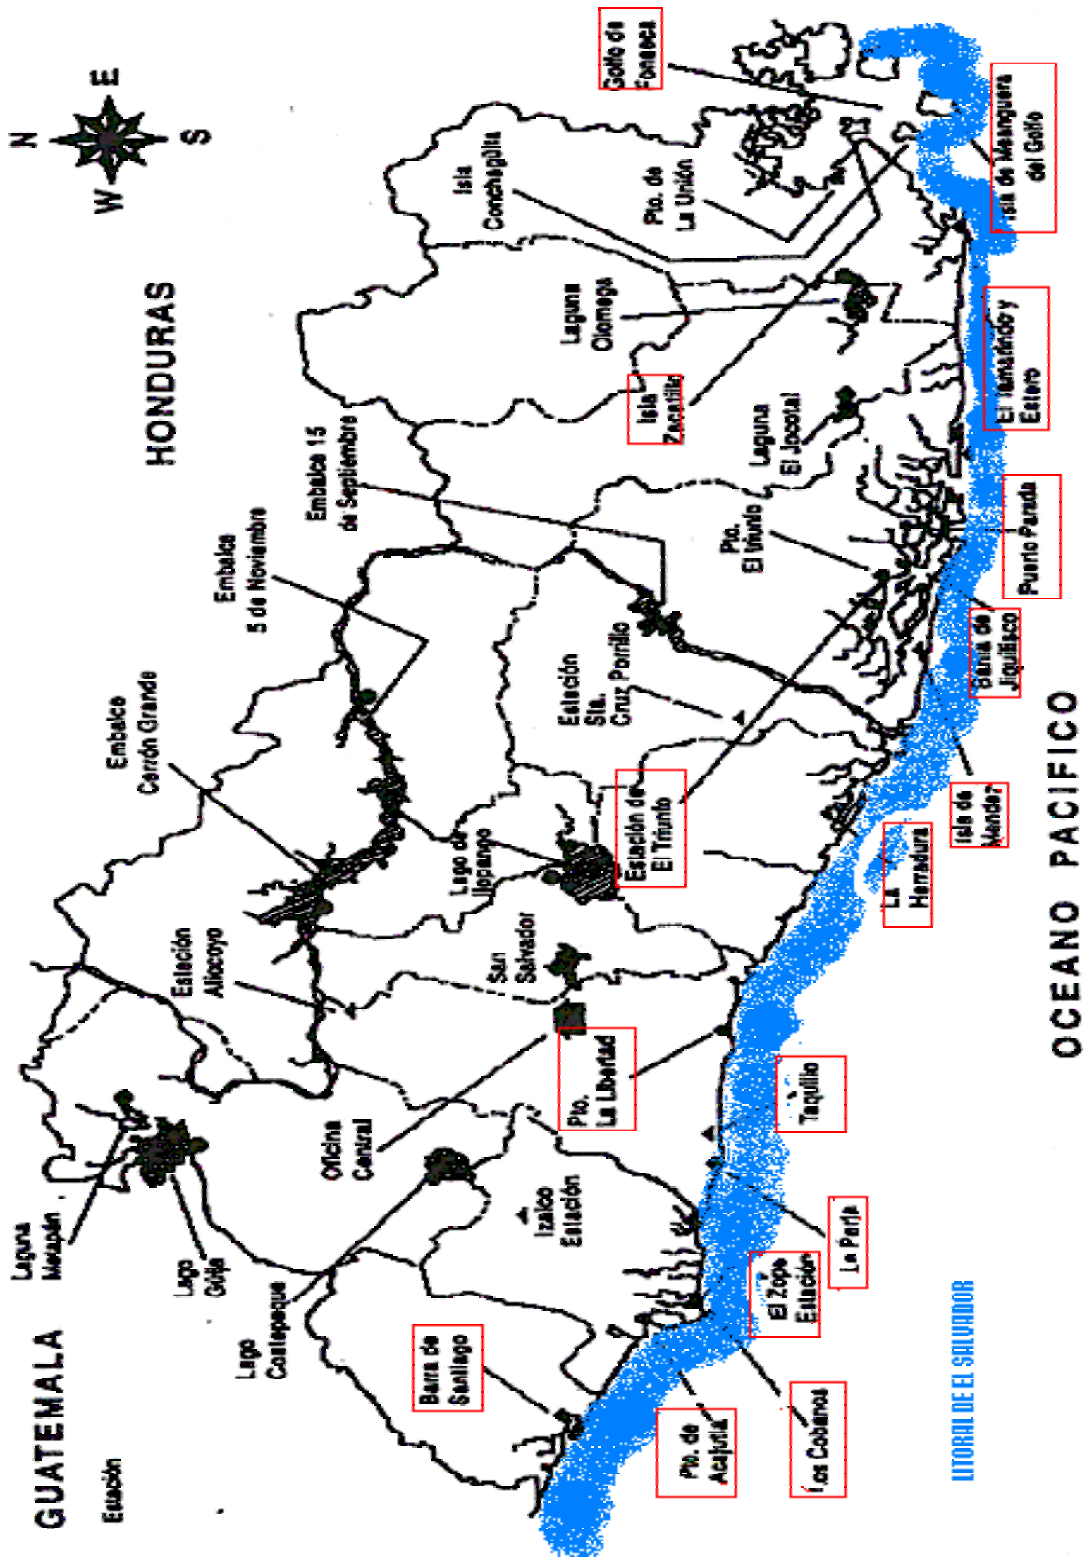 N
W
E
S
GUATEMALA
HONDURAS
Estación
Laguna
Metapán
Lago
Güija
Lago
Coatepeque
Estación
Atiocoyo
Embalce
Cerrón Grande
Embalce
5 de Noviembre
Embalce 15
de Septiembre
Isla
Conchagüita
Golfo de
Fonseca
Pto. de
La Unión
Laguna
Olomega
Isla
Zacatillo
Laguna
El Jocotal
Pto.
El triunfo
Estación
Sta.
Cruz Porrillo
Lago de
Ilopango
Estación de
El Triunfo
San
Salvador
Oficina
Central
Pto.
La Libertad
Izalco
Estación
Barra de
Santiago
Pto. de
Acajutla
Los Cobanos
El Zope
Estación
La Perla
Taquillo
La
Herradura
Isla de
Mendez
Bahía de
Jiquilisco
Puerto Parada
El Tamarindo y
Estero
Isla de Meanguera
del Golfo
OCEANO PACIFICO
LITORAL DE EL SALVADOR